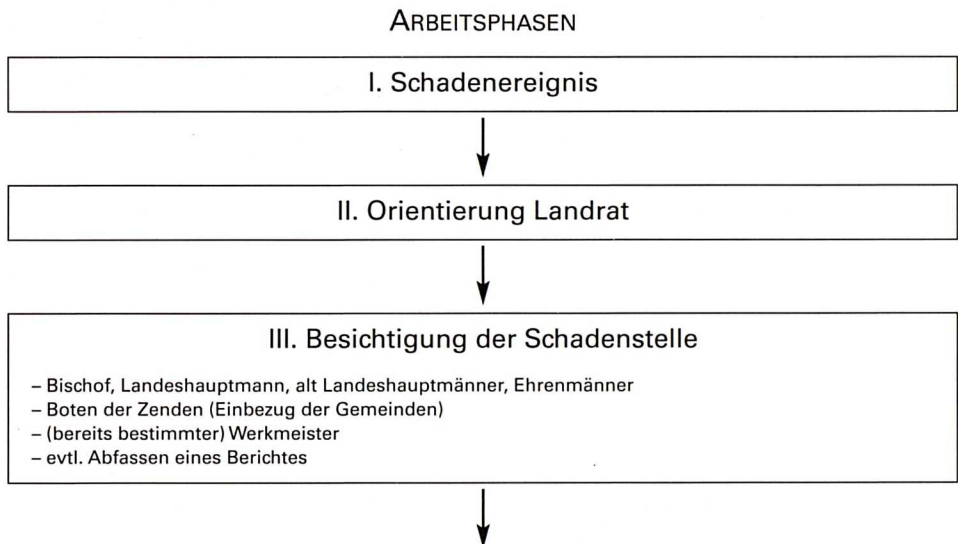 ARBEITSPHASEN
I. Schadenereignis
II. Orientierung Landrat
III. Besichtigung der Schadenstelle
– Bischof, Landeshauptmann, alt Landeshauptmänner, Ehrenmänner
– Boten der Zenden (Einbezug der Gemeinden)
– (bereits bestimmter) Werkmeister
– evtl. Abfassen eines Berichtes